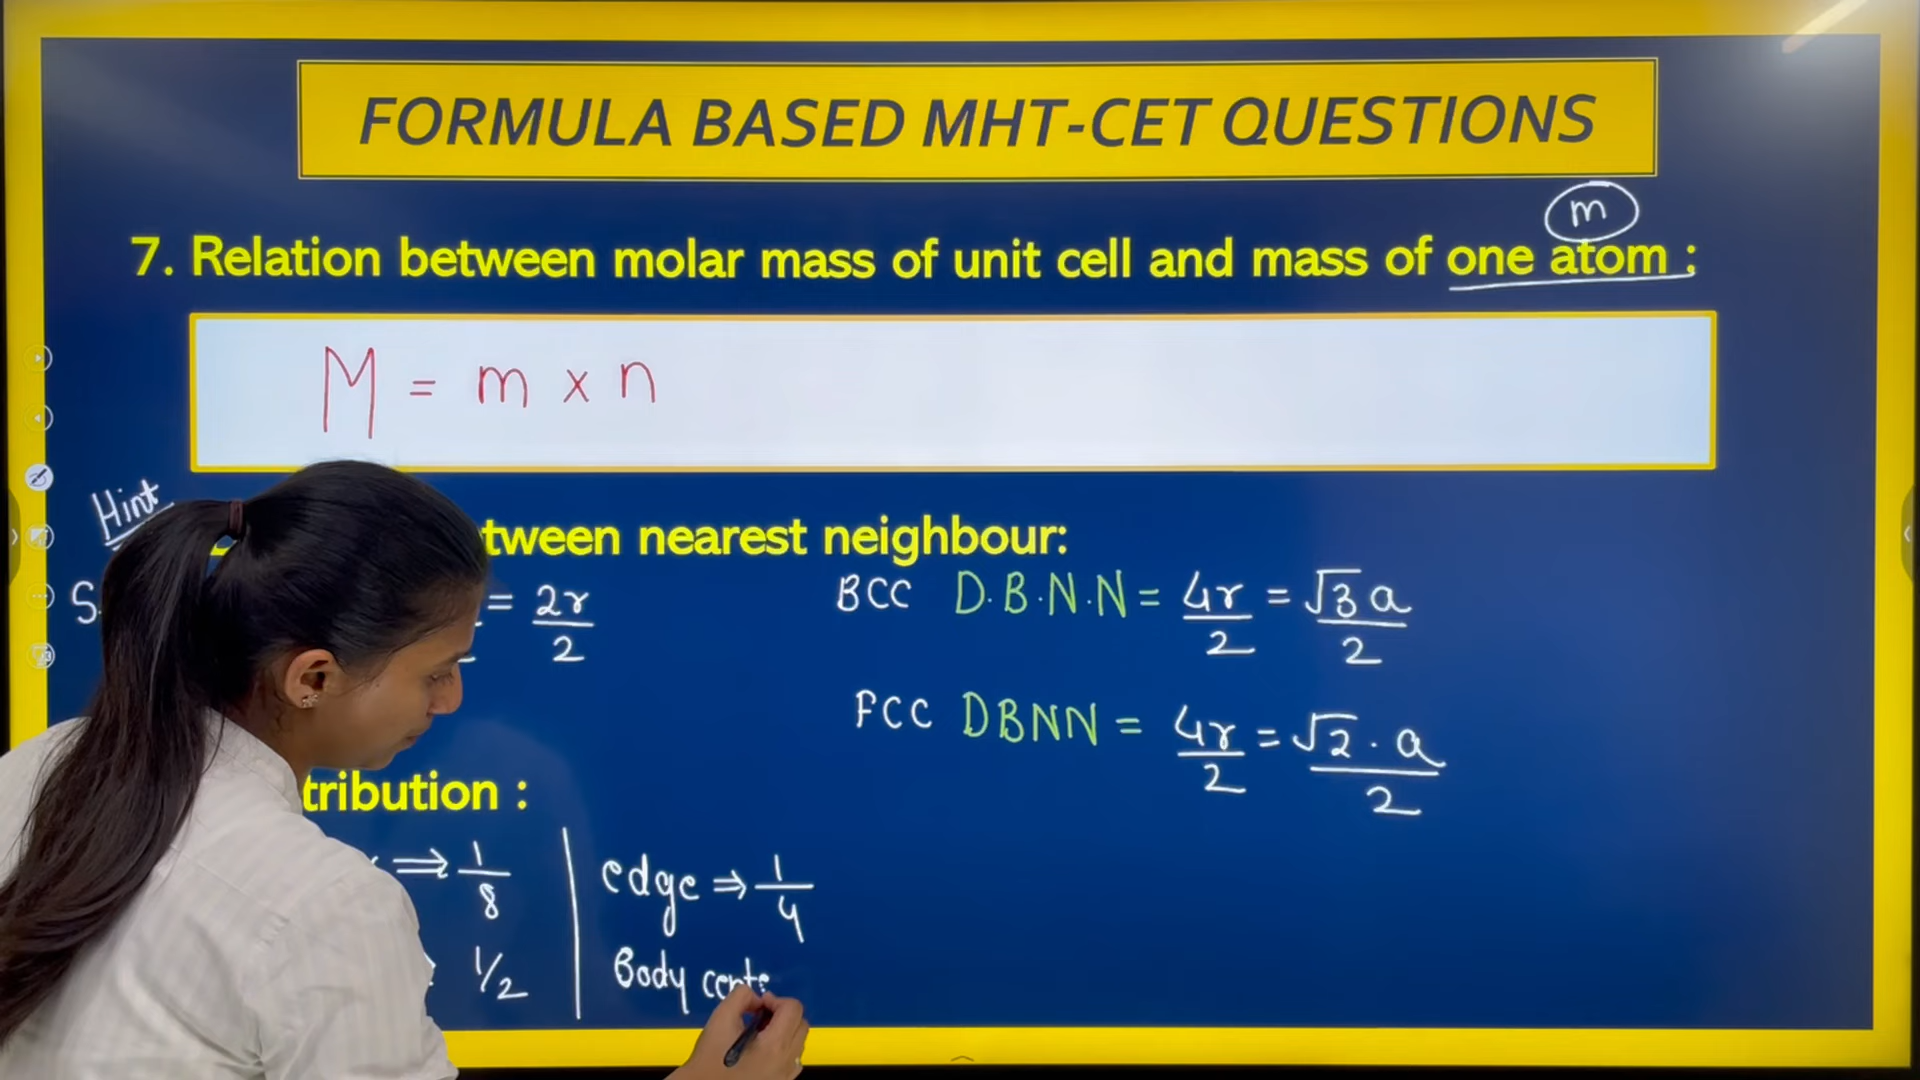 FORMULA BASED MHT-CET QUESTIONS
m
7. Relation between molar mass of unit cell and mass of one atom :
M = m x n
Hint
tween nearest neighbour:
S = 2r/2
BCC D.B.N.N = 4r/2 = √3a/2
FCC DBNN = 4r/2 = √2.a/2
tribution :
⇒ 1/8
edge ⇒ 1/4
1/2
Body cente